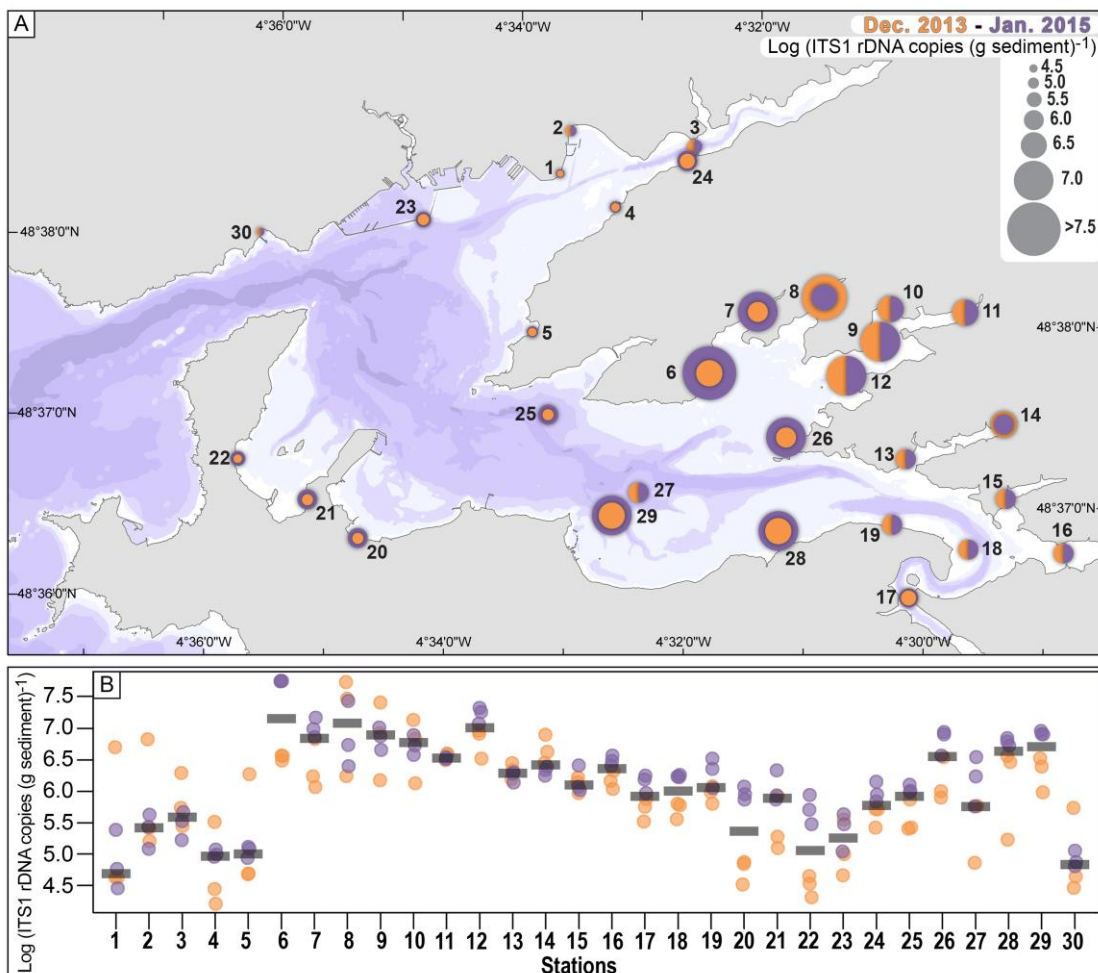 A
4°36'0"W
4°34'0"W
4°32'0"W
Dec. 2013 - Jan. 2015
Log (ITS1 rDNA copies (g sediment)-1)
4.5
5.0
5.5
6.0
6.5
7.0
>7.5
2
3
1
24
4
23
30
48°38'0"N
8
10
7
11
48°38'0"N
5
9
6
12
48°37'0"N
25
14
26
13
22
15
27
48°37'0"N
21
29
19
16
20
28
18
48°36'0"N
17
4°36'0"W
4°34'0"W
4°32'0"W
4°30'0"W
B
Log (ITS1 rDNA copies (g sediment)-1)
7.5
7.0
6.5
6.0
5.5
5.0
4.5
1 2 3 4 5 6 7 8 9 10 11 12 13 14 15 16 17 18 19 20 21 22 23 24 25 26 27 28 29 30
Stations